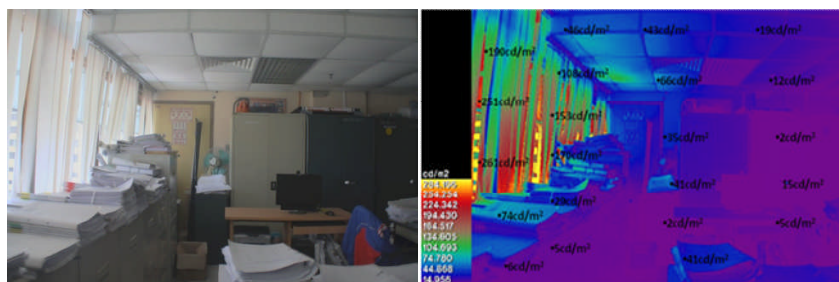 46cd/m²
43cd/m²
19cd/m²
190cd/m²
108cd/m²
66cd/m²
12cd/m²
251cd/m²
153cd/m²
35cd/m²
2cd/m²
261cd/m²
cd/m2
224.342
194.430
164.517
134.605
104.693
74.780
44.868
14.956
15cd/m²
29cd/m²
74cd/m²
2cd/m²
5cd/m²
5cd/m²
6cd/m²
41cd/m²